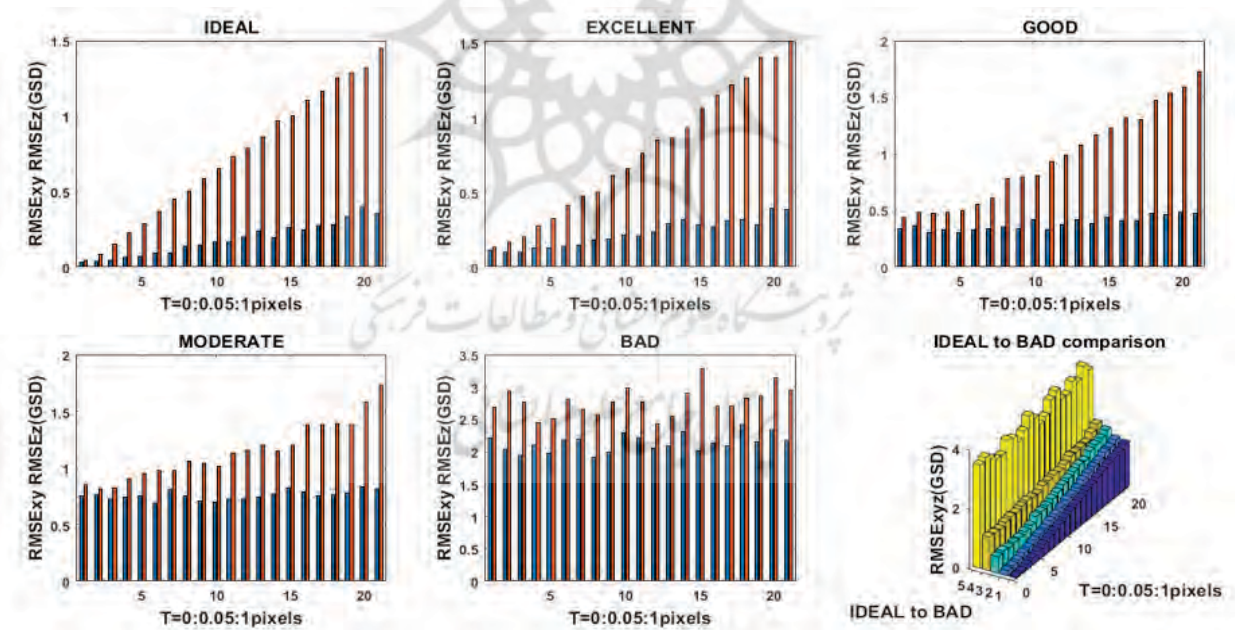 IDEAL
1.5
1
0.5
0
RMSExy RMSEz(GSD)
5 10 15 20
T=0:0.05:1pixels
EXCELLENT
1.5
1
0.5
0
RMSExy RMSEz(GSD)
5 10 15 20
T=0:0.05:1pixels
GOOD
2
1.5
1
0.5
0
RMSExy RMSEz(GSD)
5 10 15 20
T=0:0.05:1pixels
پژوهشگاه علوم انسانی و مطالعات فرهنگی
MODERATE
2
1.5
1
0.5
0
RMSExy RMSEz(GSD)
5 10 15 20
T=0:0.05:1pixels
BAD
3.5
3
2.5
2
1.5
1
0.5
0
RMSExy RMSEz(GSD)
5 10 15 20
T=0:0.05:1pixels
IDEAL to BAD comparison
4
2
0
RMSExyz(GSD)
5 4 3 2 1
0 5 10 15 20
T=0:0.05:1pixels
IDEAL to BAD